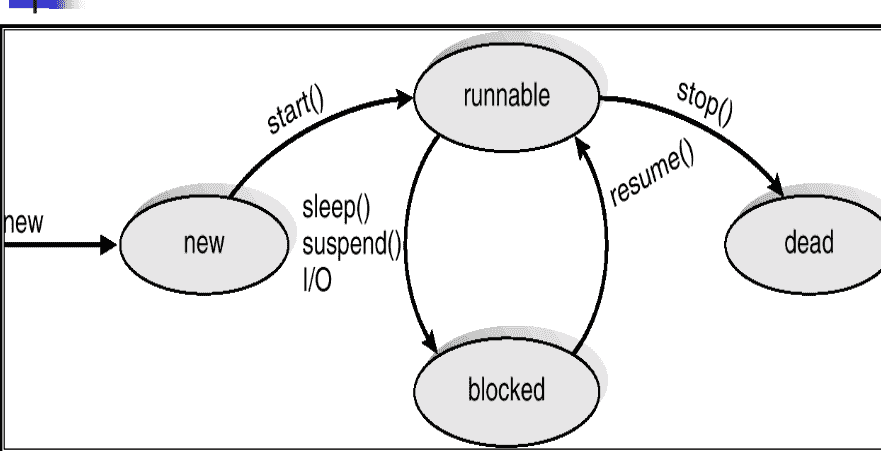 runnable
start()
stop()
resume()
sleep()
new
suspend()
new
dead
I/O
blocked